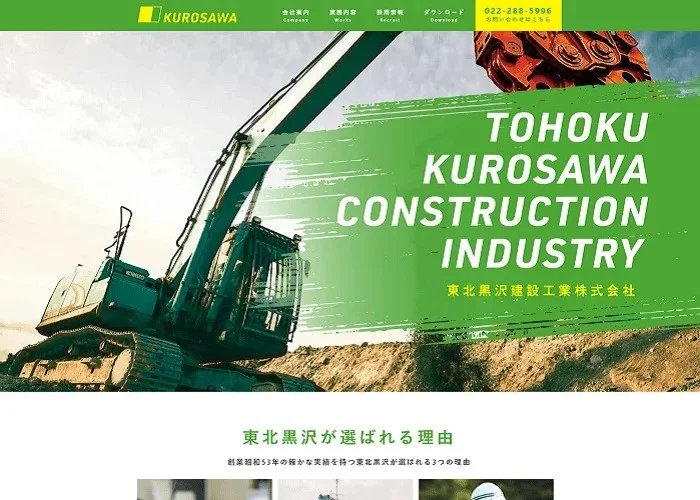 KUROSAWA
会社案内
Company
業務内容
Works
採用情報
Recruit
ダウンロード
Download
022-288-5996
お問い合わせはこちら
TOHOKU
KUROSAWA
CONSTRUCTION
INDUSTRY
東北黒沢建設工業株式会社
KOBELCO
東北黒沢が選ばれる理由
創業昭和53年の確かな実績を持つ東北黒沢が選ばれる3つの理由